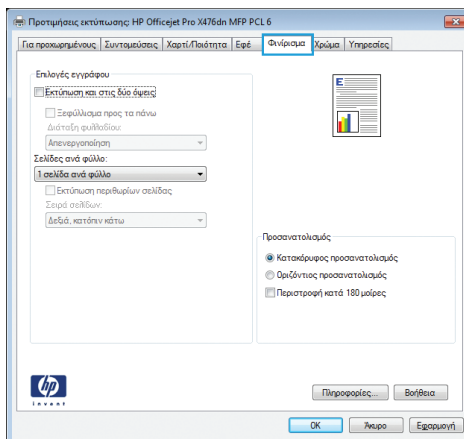 Προτιμήσεις εκτύπωσης: HP Officejet Pro X476dn MFP PCL 6
Για προχωρημένους Συντομεύσεις Χαρτί/Ποιότητα Εφέ Φινίρισμα Χρώμα Υπηρεσίες
Επιλογές εγγράφου
Εκτύπωση και στις δύο όψεις
Ξεφύλλισμα προς τα πάνω
Διάταξη φυλλαδίου:
Απενεργοποίηση
Σελίδες ανά φύλλο:
1 σελίδα ανά φύλλο
Εκτύπωση περιθωρίων σελίδας
Σειρά σελίδων:
Δεξιά, κατόπιν κάτω
E
Προσανατολισμός
Κατακόρυφος προσανατολισμός
Οριζόντιος προσανατολισμός
Περιστροφή κατά 180 μοίρες
hp
invent
Πληροφορίες... Βοήθεια
OK Άκυρο Εφαρμογή